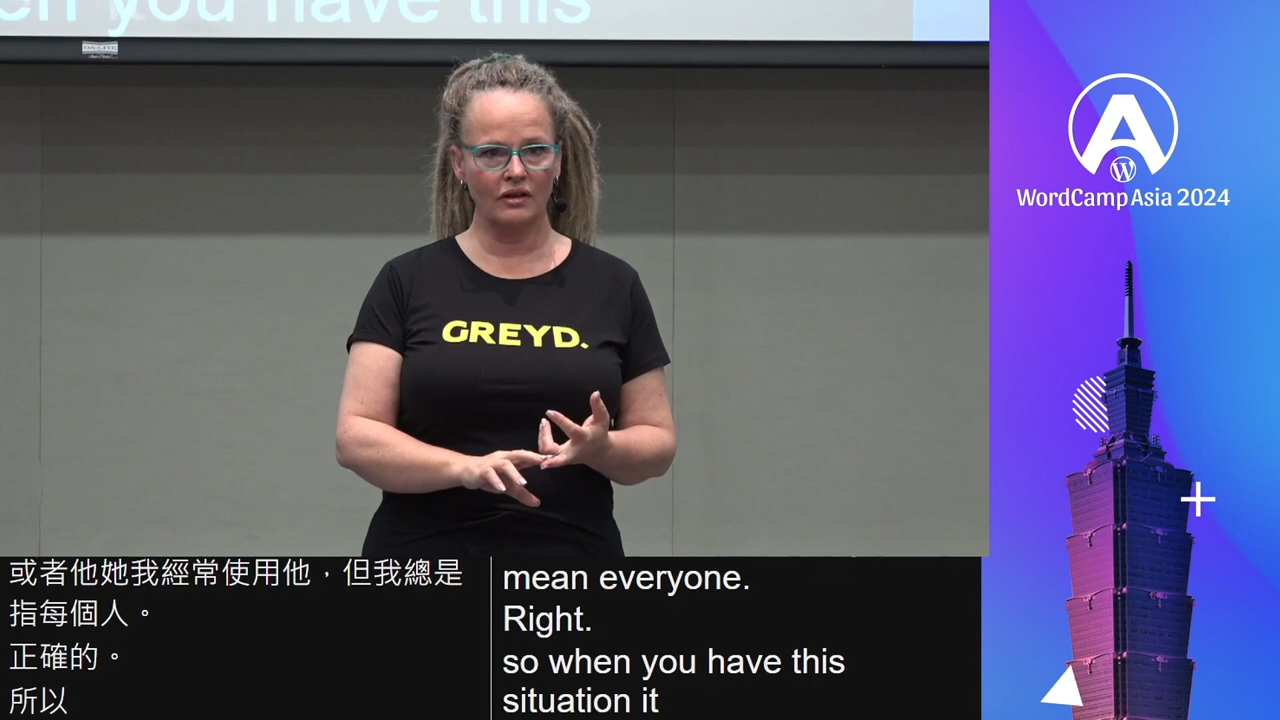 en you have this
DA-LITE
GREYD.
W
WordCamp Asia 2024
或者他她我經常使用他，但我總是
指每個人。
正確的。
所以
mean everyone.
Right.
so when you have this
situation it